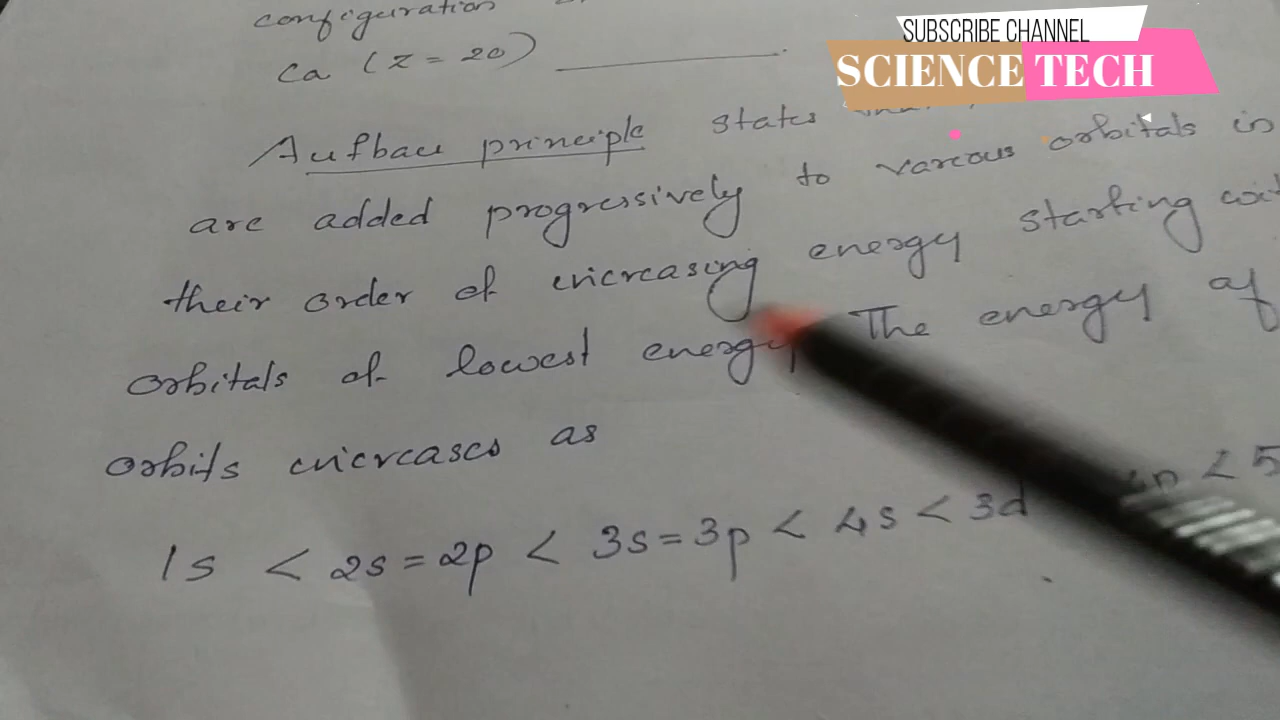 configuration
Ca (Z = 20)
SUBSCRIBE CHANNEL
SCIENCE TECH
Aufbau principle states
are added progressively to various orbitals in
their order of increasing energy starting
orbitals of lowest energy The energy of
orbits increases as
1s < 2s = 2p < 3s = 3p < 4s < 3d 4p < 5